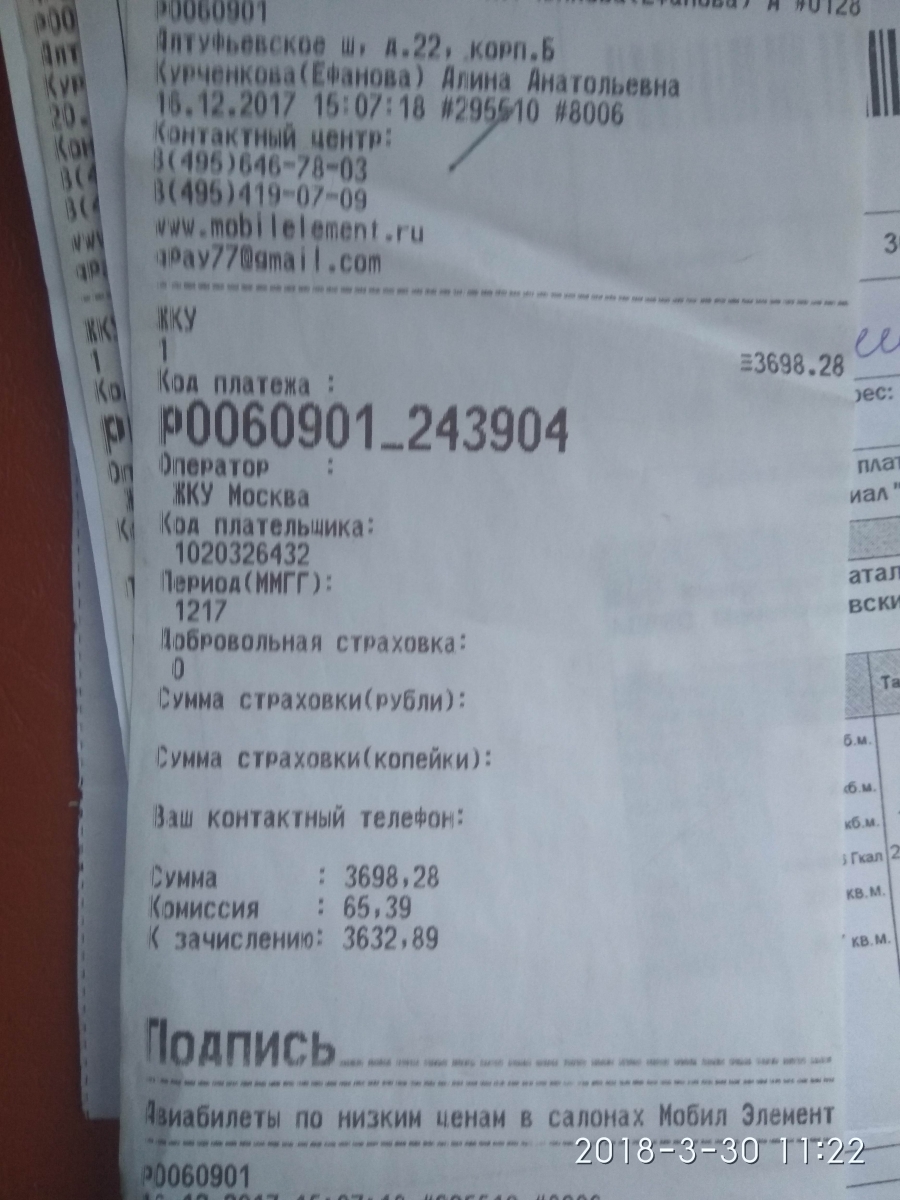 P0060901
Алтуфьевское ш, д.22, корп.Б
Курченкова(Ефанова) Алина Анатольевна
16.12.2017 15:07:18 #295510 #8006
Контактный центр:
8(495)646-78-03
8(495)419-07-09
www.mobilelement.ru
qpay77@gmail.com
ЖКУ
1
≡3698.28
Код платежа :
P0060901_243904
Оператор :
ЖКУ Москва
Код плательшика:
1020326432
Период(ММГГ):
1217
Добровольная страховка:
0
Сумма страховки(рубли):
Сумма страховки(копейки):
Ваш контактный телефон:
Сумма : 3698,28
Комиссия : 65,39
К зачислению: 3632,89
Подпись
Авиабилеты по низким ценам в салонах Мобил Элемент
2018-3-30 11:22
P0060901